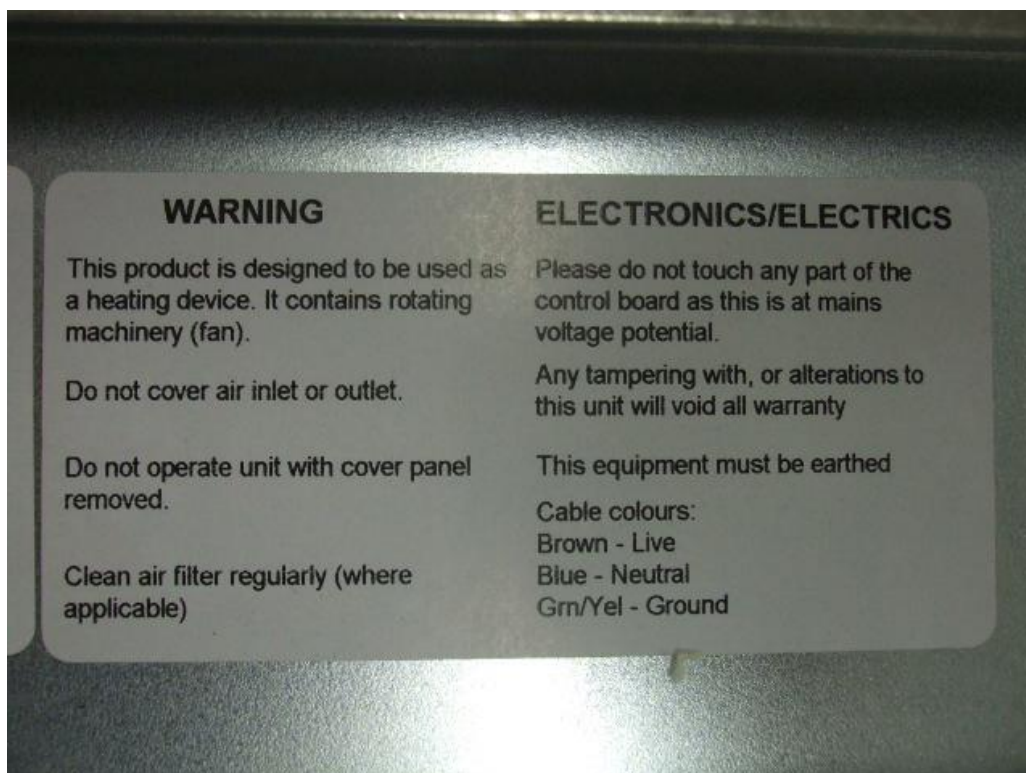 WARNING
This product is designed to be used as
a heating device. It contains rotating
machinery (fan).
Do not cover air inlet or outlet.
Do not operate unit with cover panel
removed.
Clean air filter regularly (where
applicable)
ELECTRONICS/ELECTRICS
Please do not touch any part of the
control board as this is at mains
voltage potential.
Any tampering with, or alterations to
this unit will void all warranty
This equipment must be earthed
Cable colours:
Brown - Live
Blue - Neutral
Grn/Yel - Ground